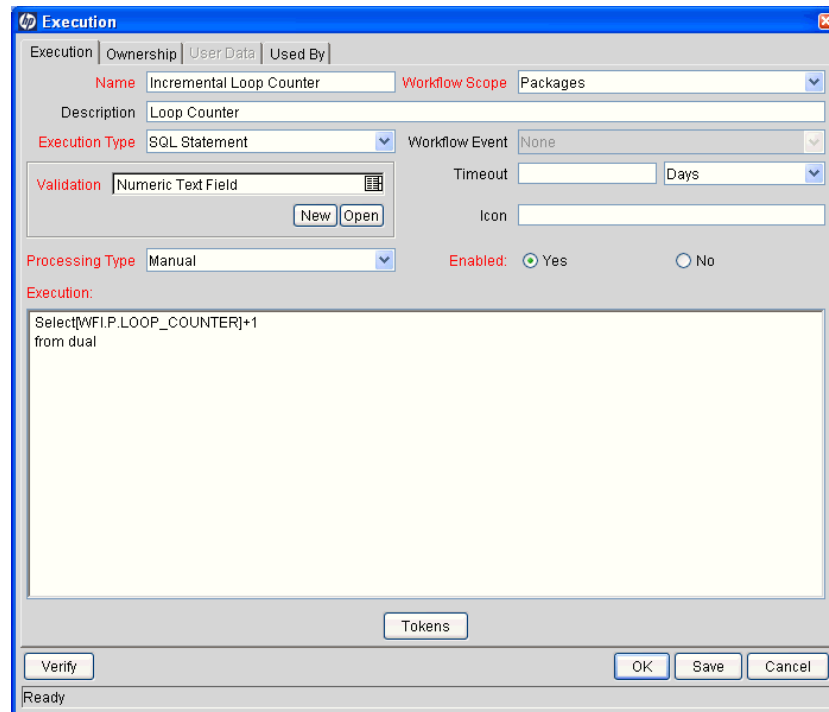 Execution
Execution Ownership User Data Used By
Name Incremental Loop Counter Workflow Scope Packages
Description Loop Counter
Execution Type SQL Statement Workflow Event None
Validation Numeric Text Field Timeout Days
New Open Icon
Processing Type Manual Enabled: Yes No
Execution:
Select[WFI.P.LOOP_COUNTER]+1
from dual
Tokens
Verify OK Save Cancel
Ready